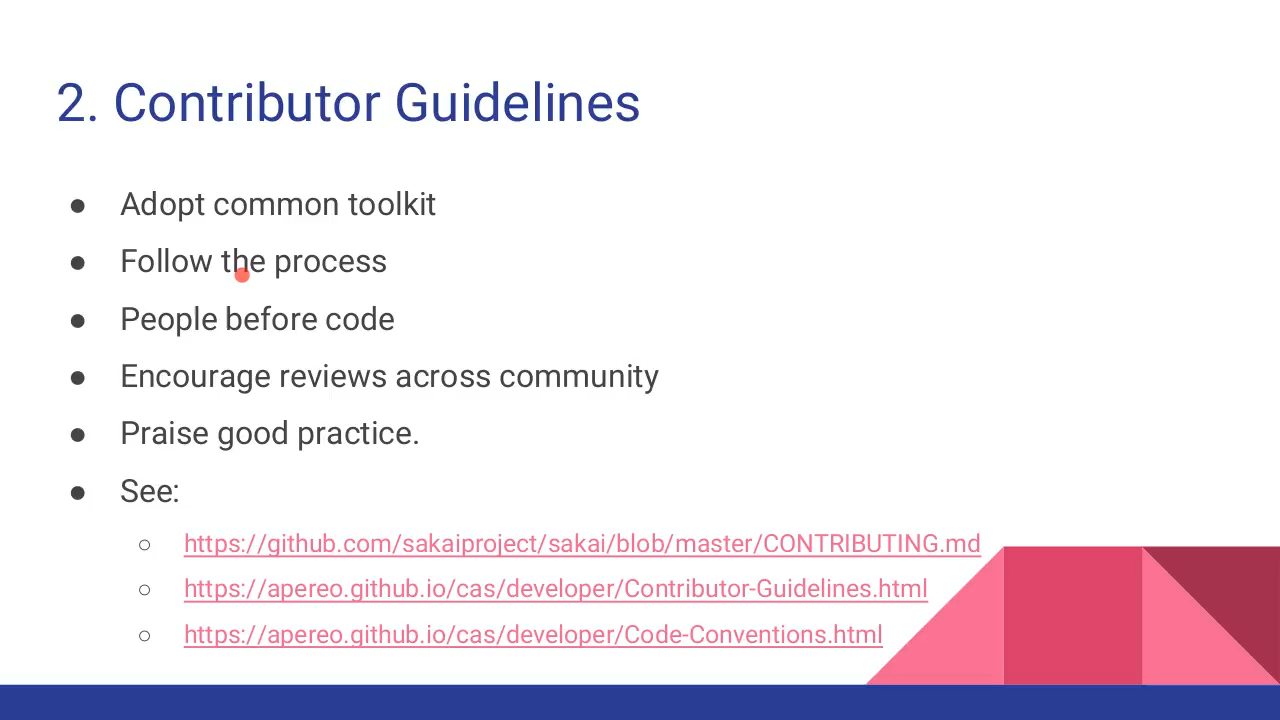 2. Contributor Guidelines
● Adopt common toolkit
● Follow the process
● People before code
● Encourage reviews across community
● Praise good practice.
● See:
○ https://github.com/sakaiproject/sakai/blob/master/CONTRIBUTING.md
○ https://apereo.github.io/cas/developer/Contributor-Guidelines.html
○ https://apereo.github.io/cas/developer/Code-Conventions.html